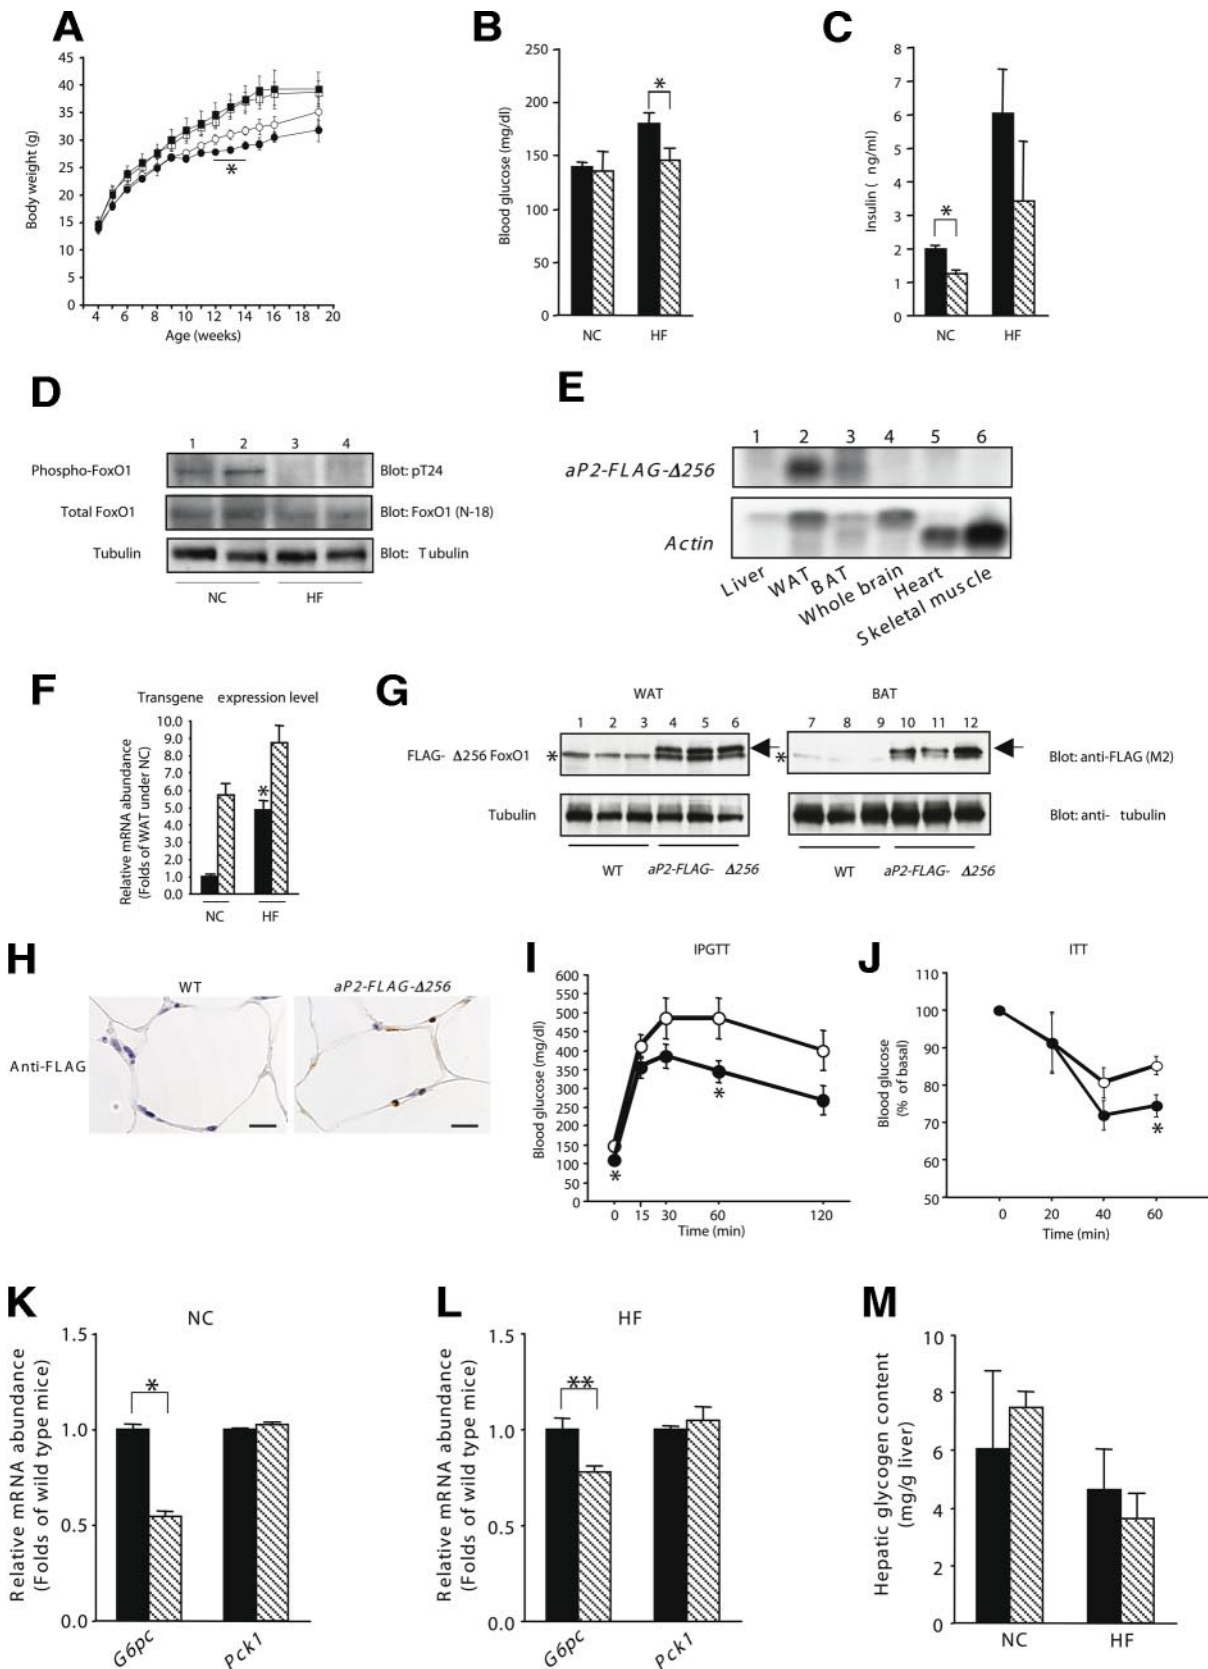 A
45
40
35
30
25
20
15
10
5
0
*
4 6 8 10 12 14 16 18 20
Age (weeks)
Body weight (g)
B
250
200
150
100
50
0
*
NC HF
Blood glucose (mg/dl)
C
8
7
6
5
4
3
2
1
0
*
NC HF
Insulin ( ng/ml)
D
1 2 3 4
Phospho-FoxO1 Blot: pT24
Total FoxO1 Blot: FoxO1 (N-18)
Tubulin Blot: Tubulin
NC HF
E
1 2 3 4 5 6
aP2-FLAG-Δ256
Actin
Liver
WAT
BAT
Whole brain
Heart
Skeletal muscle
F
Transgene expression level
10.0
9.0
8.0
7.0
6.0
5.0
4.0
3.0
2.0
1.0
0.0
*
NC HF
Relative mRNA abundance
(Folds of WAT under NC)
G
WAT BAT
1 2 3 4 5 6 7 8 9 10 11 12
FLAG- Δ256 FoxO1 * * Blot: anti-FLAG (M2)
Tubulin Blot: anti- tubulin
WT aP2-FLAG- Δ256 WT aP2-FLAG- Δ256
H
WT aP2-FLAG-Δ256
Anti-FLAG
I
IPGTT
600
550
500
450
400
350
300
250
200
150
100
50
0
* *
0 15 30 60 120
Time (min)
Blood glucose (mg/dl)
J
ITT
110
100
90
80
70
60
50
*
0 20 40 60
Time (min)
Blood glucose
(% of basal)
K
NC
1.5
1.0
0.5
0.0
*
G6pc Pck1
Relative mRNA abundance
(Folds of wild type mice)
L
HF
1.5
1.0
0.5
0.0
**
G6pc Pck1
Relative mRNA abundance
(Folds of wild type mice)
M
10
8
6
4
2
0
NC HF
Hepatic glycogen content
(mg/g liver)